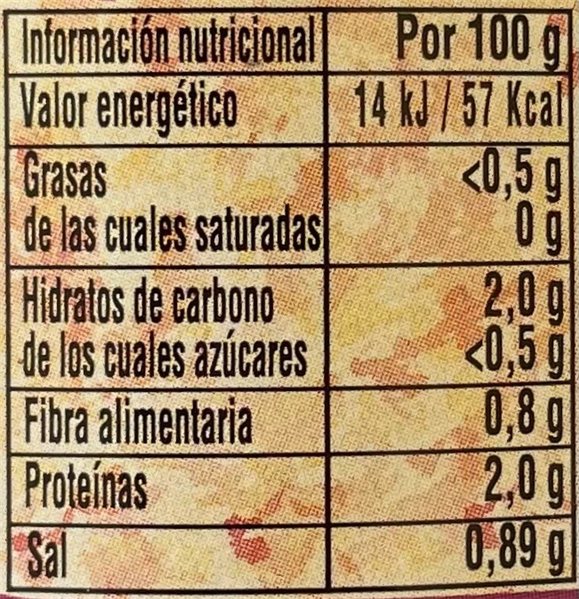 Información nutricional Por 100 g
Valor energético 14 kJ / 57 Kcal
Grasas <0,5 g
de las cuales saturadas 0 g
Hidratos de carbono 2,0 g
de los cuales azúcares <0,5 g
Fibra alimentaria 0,8 g
Proteínas 2,0 g
Sal 0,89 g